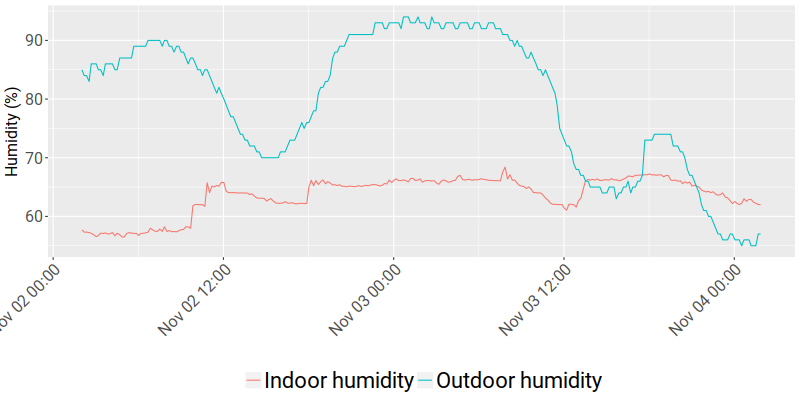 Humidity (%)
90
80
70
60
ov 02 00:00
Nov 02 12:00
Nov 03 00:00
Nov 03 12:00
Nov 04 00:00
Indoor humidity Outdoor humidity